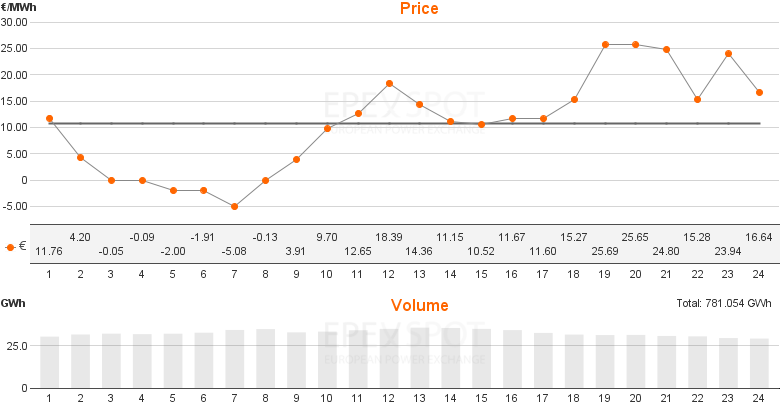 €/MWh
Price
30.00
25.00
20.00
15.00
10.00
5.00
0
-5.00
EPEXSPOT
EUROPEAN POWER EXCHANGE
4.20 -0.09 -1.91 -0.13 9.70 18.39 11.15 11.67 15.27 25.65 15.28 16.64
€
11.76 -0.05 -2.00 -5.08 3.91 12.65 14.36 10.52 11.60 25.69 24.80 23.94
1 2 3 4 5 6 7 8 9 10 11 12 13 14 15 16 17 18 19 20 21 22 23 24
GWh
Volume
Total: 781.054 GWh
25.0
EPEXSPOT
EUROPEAN POWER EXCHANGE
0
1 2 3 4 5 6 7 8 9 10 11 12 13 14 15 16 17 18 19 20 21 22 23 24